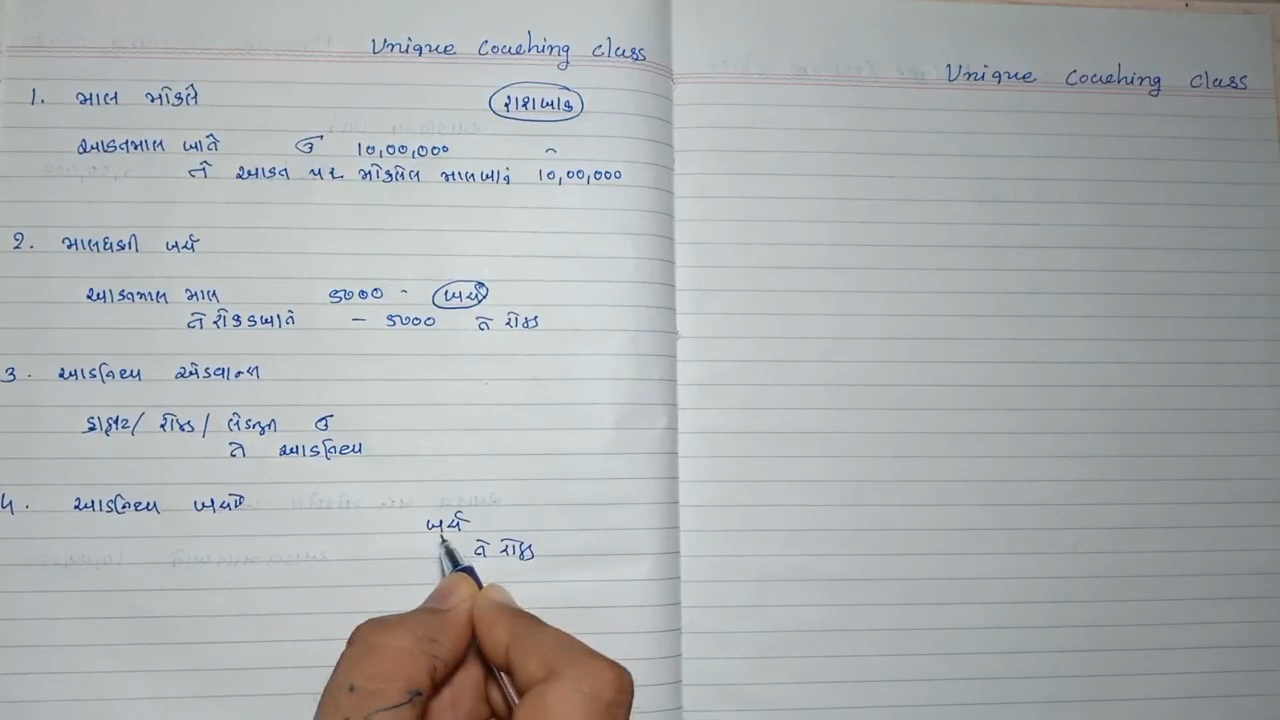 Unique Coaching Class
1. માલ મોકલે
આડતમાલ ખાતે ઉ 10,00,000
તે આડત પર મોકલેલ માલખાતે 10,00,000
2. માલધણી ખર્ચ
આડતમાલ માલ 5000 - ખર્ચ
તે રોકડખાતે - 5000 તે રોકડ
3. આડતિયા એડવાન્સ
ડ્રાફ્ટ/ રોકડ/ લેણીહૂંડી ઉ
તે આડતિયા
4. આડતિયા ખર્ચ
ખર્ચ
તે રોકડ
Unique Coaching Class